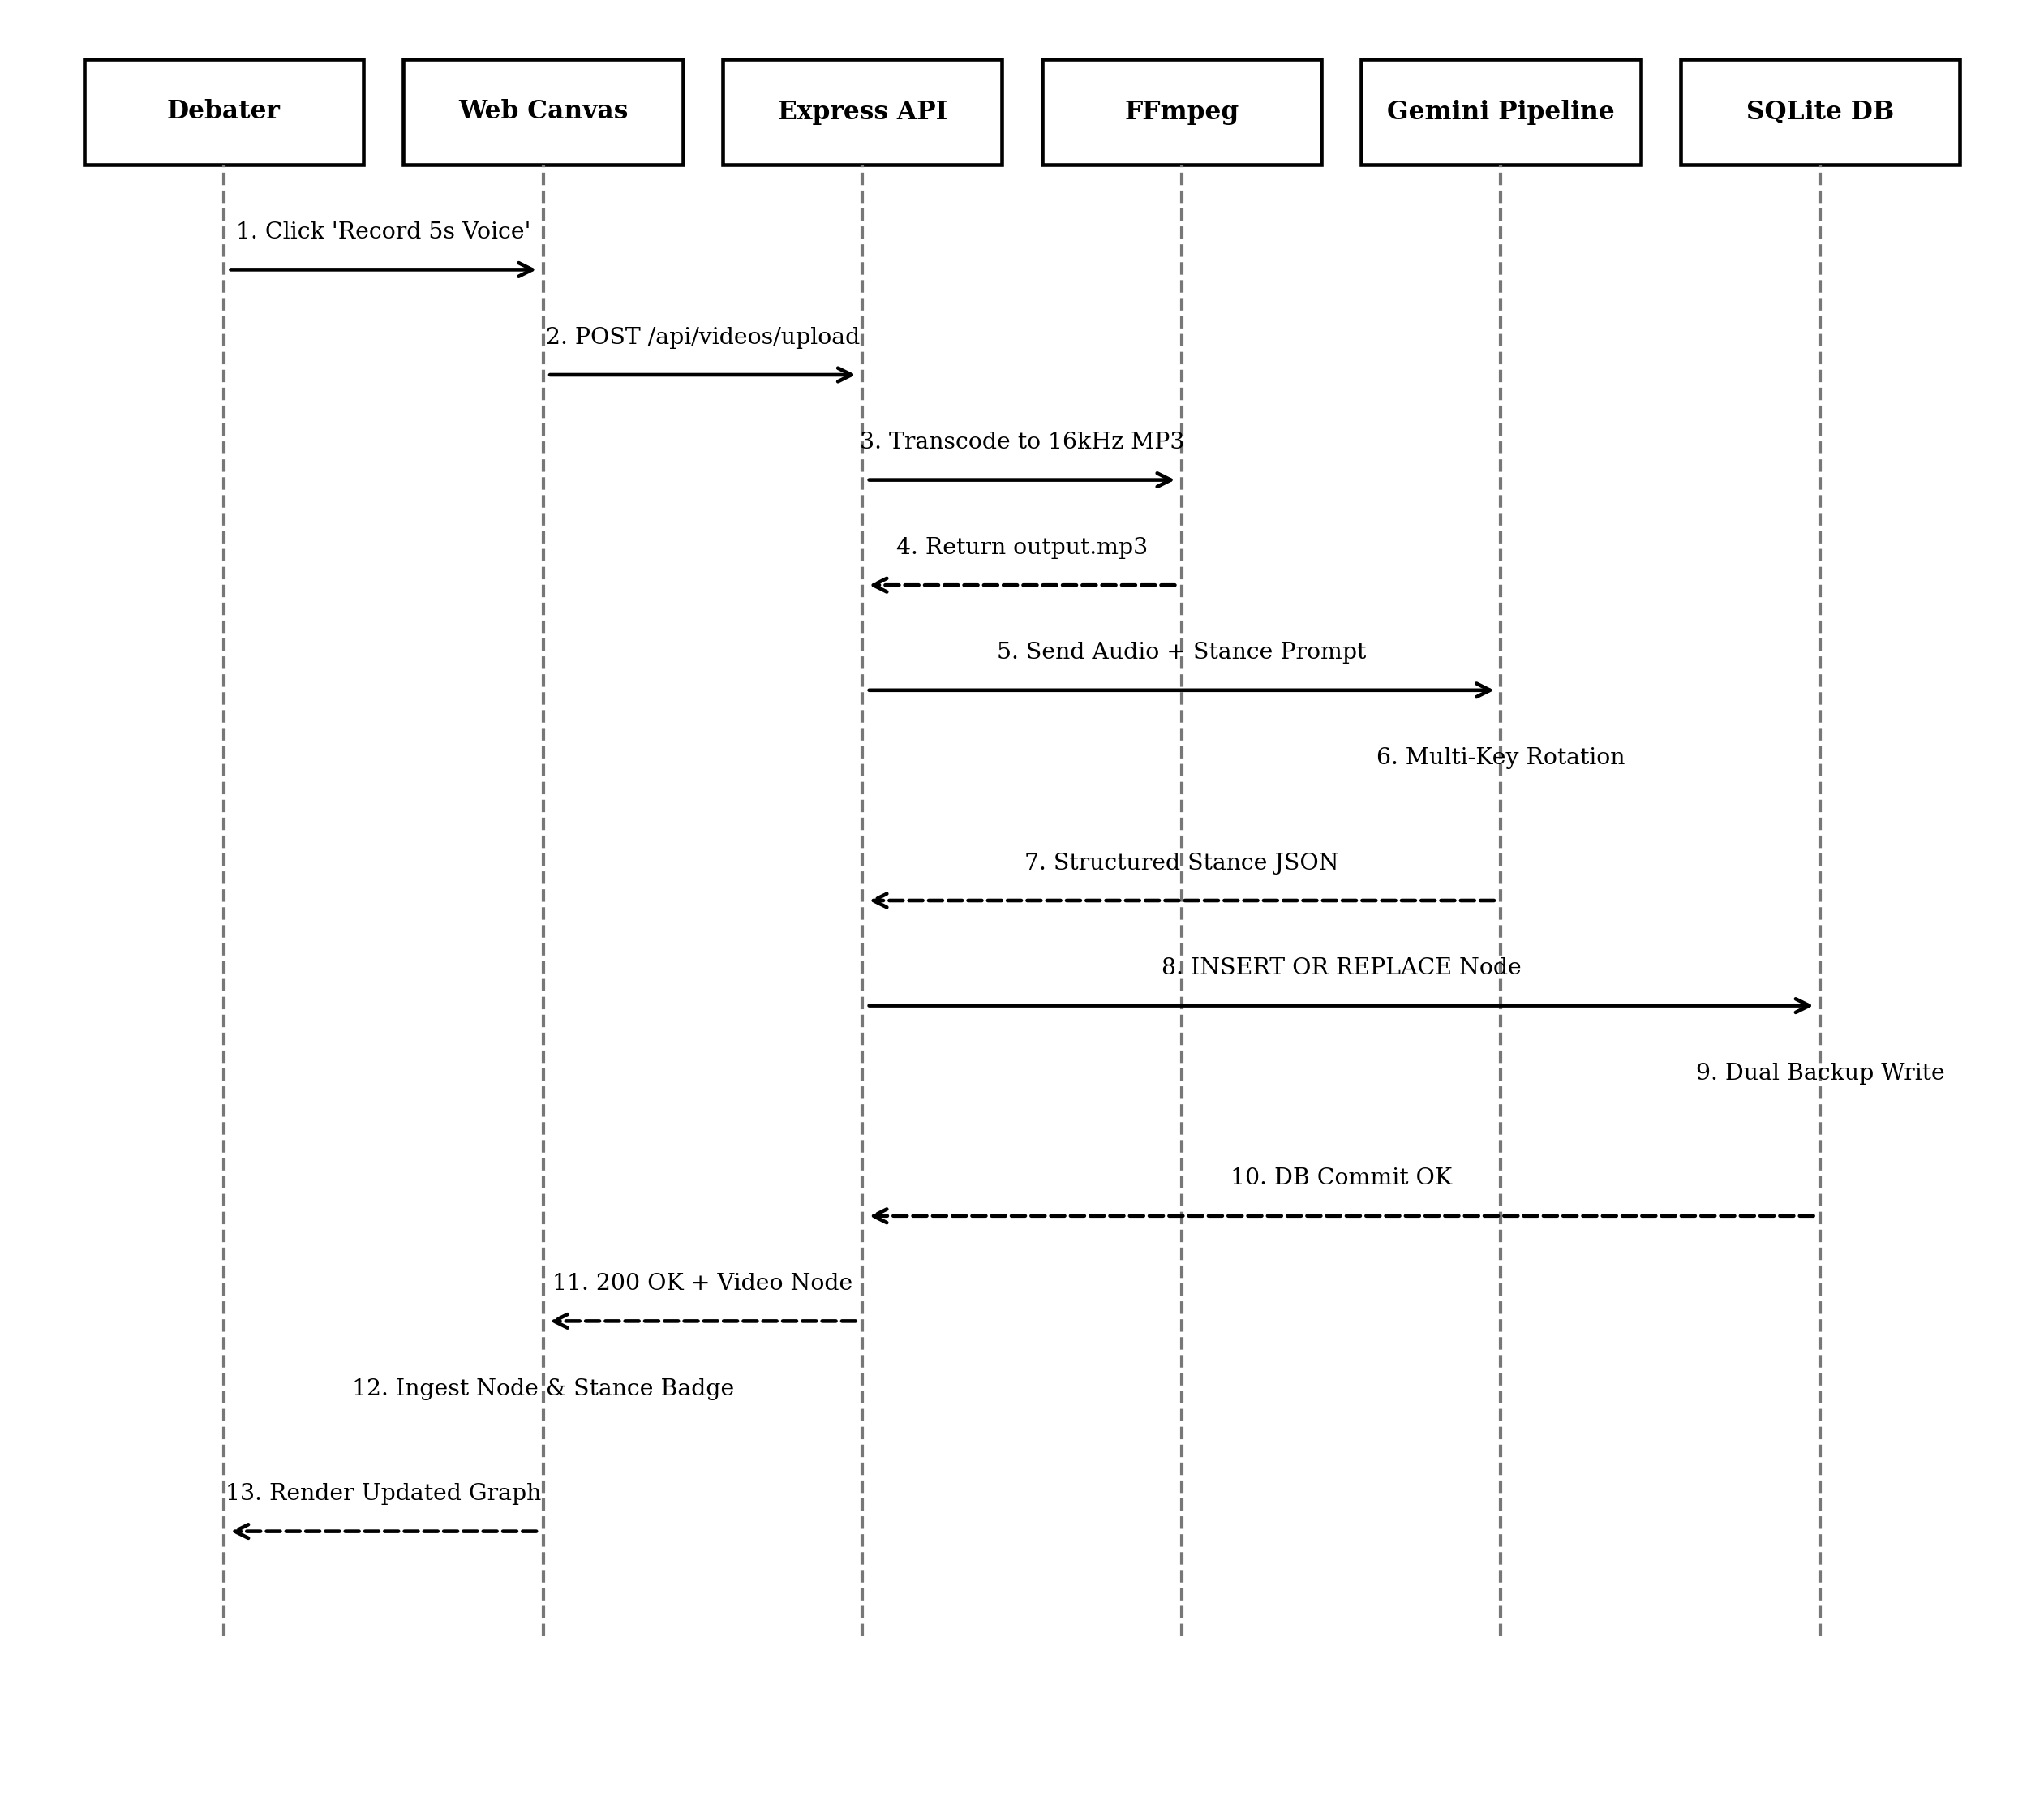 Debater
Web Canvas
Express API
FFmpeg
Gemini Pipeline
SQLite DB
1. Click 'Record 5s Voice'
2. POST /api/videos/upload
3. Transcode to 16kHz MP3
4. Return output.mp3
5. Send Audio + Stance Prompt
6. Multi-Key Rotation
7. Structured Stance JSON
8. INSERT OR REPLACE Node
9. Dual Backup Write
10. DB Commit OK
11. 200 OK + Video Node
12. Ingest Node & Stance Badge
13. Render Updated Graph